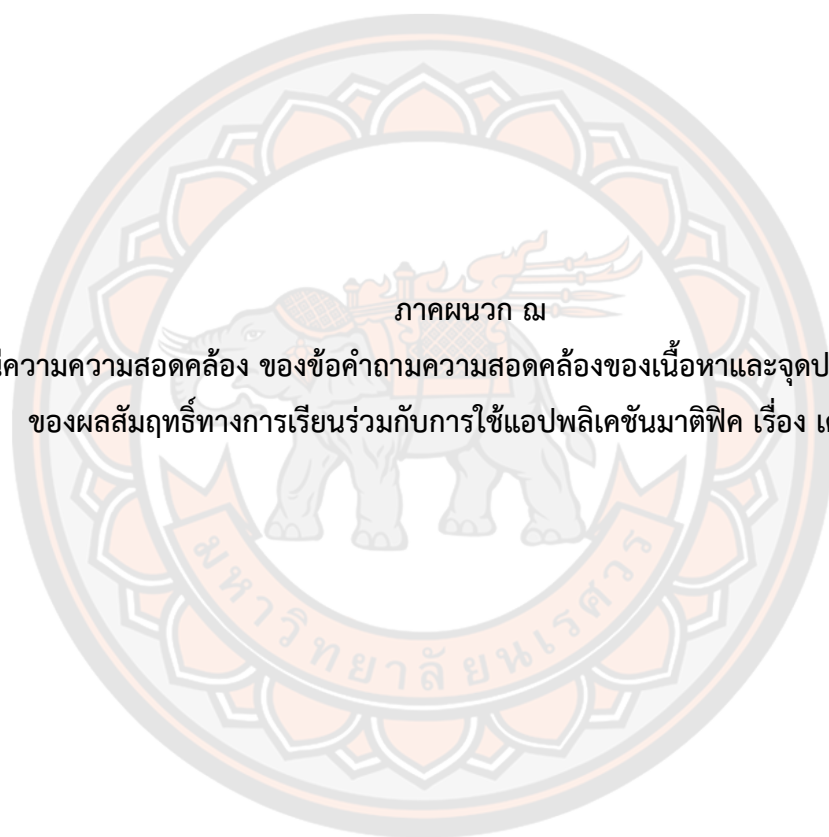 ภาคผนวก ฌ
ความความสอดคล้อง ของข้อคำถามความสอดคล้องของเนื้อหาและจุดป
ของผลสัมฤทธิ์ทางการเรียนร่วมกับการใช้แอปพลิเคชันมาติฟิค เรื่อง
มหาวิทยาลัยนเรศวร